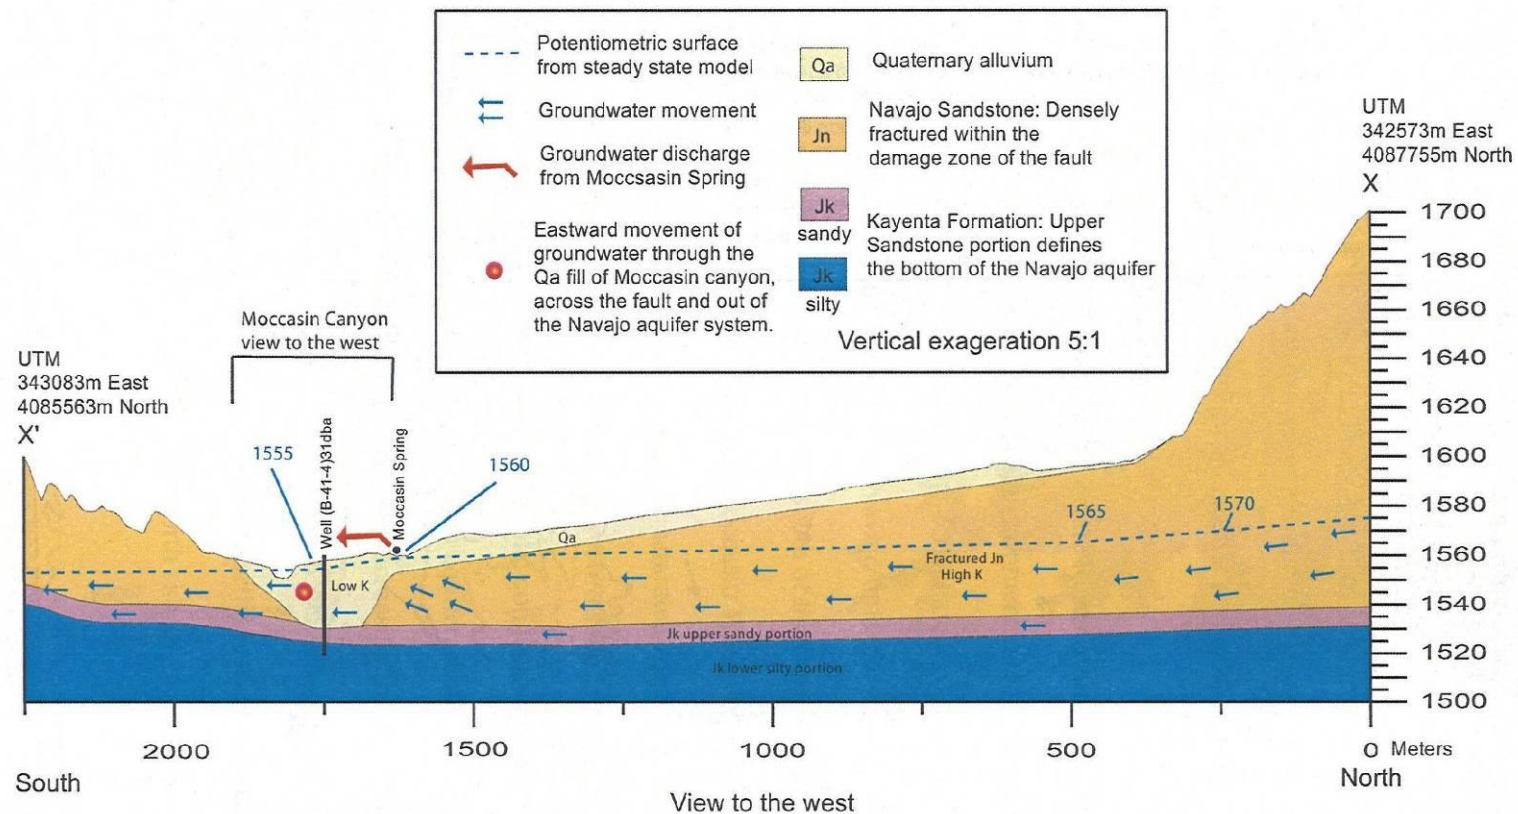 Potentiometric surface
from steady state model
Groundwater movement
Groundwater discharge
from Moccsasin Spring
Eastward movement of
groundwater through the
Qa fill of Moccasin canyon,
across the fault and out of
the Navajo aquifer system.
Qa
Quaternary alluvium
Jn
Navajo Sandstone: Densely
fractured within the
damage zone of the fault
Jk
sandy
Jk
silty
Kayenta Formation: Upper
Sandstone portion defines
the bottom of the Navajo aquifer
Vertical exageration 5:1
UTM
342573m East
4087755m North
X
Moccasin Canyon
view to the west
UTM
343083m East
4085563m North
X'
1555
Well (B-41-4)31dba
Moccasin Spring
1560
1565
1570
Qa
Low K
Fractured Jn
High K
Jk upper sandy portion
Jk lower silty portion
1700
1680
1660
1640
1620
1600
1580
1560
1540
1520
1500
2000
1500
1000
500
0 Meters
South
North
View to the west